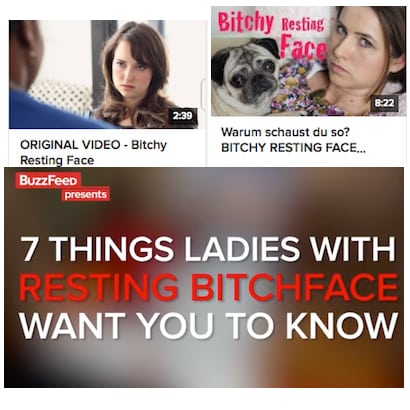 2:39
ORIGINAL VIDEO - Bitchy
Resting Face
Bitchy Resting
Face
8:22
Warum schaust du so?
BITCHY RESTING FACE...
BuzzFeed
presents
7 THINGS LADIES WITH
RESTING BITCHFACE
WANT YOU TO KNOW